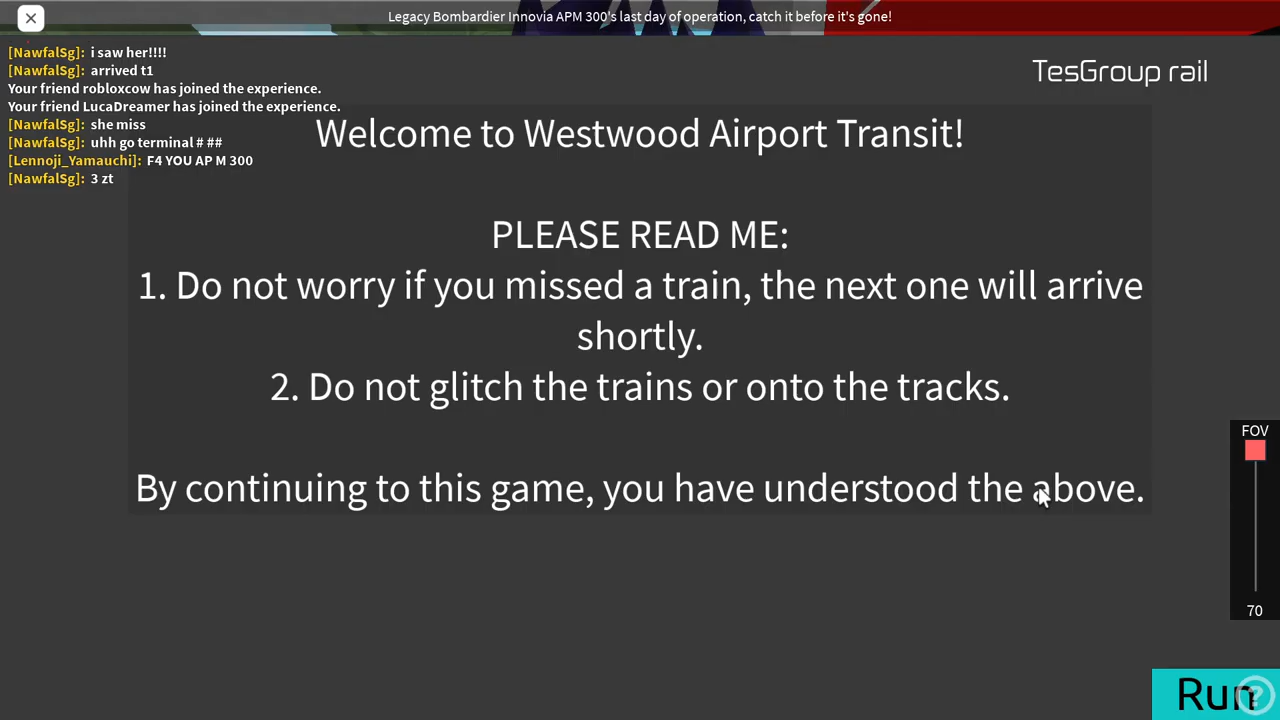 Legacy Bombardier Innovia APM 300's last day of operation, catch it before it's gone!
[NawfalSg]: i saw her!!!!
[NawfalSg]: arrived t1
Your friend robloxcow has joined the experience.
Your friend LucaDreamer has joined the experience.
[NawfalSg]: she miss
[NawfalSg]: uhh go terminal # ##
[Lennoji_Yamauchi]: F4 YOU AP M 300
[NawfalSg]: 3 zt
TesGroup rail
Welcome to Westwood Airport Transit!
PLEASE READ ME:
1. Do not worry if you missed a train, the next one will arrive
shortly.
2. Do not glitch the trains or onto the tracks.
By continuing to this game, you have understood the above.
FOV
70
Run
?